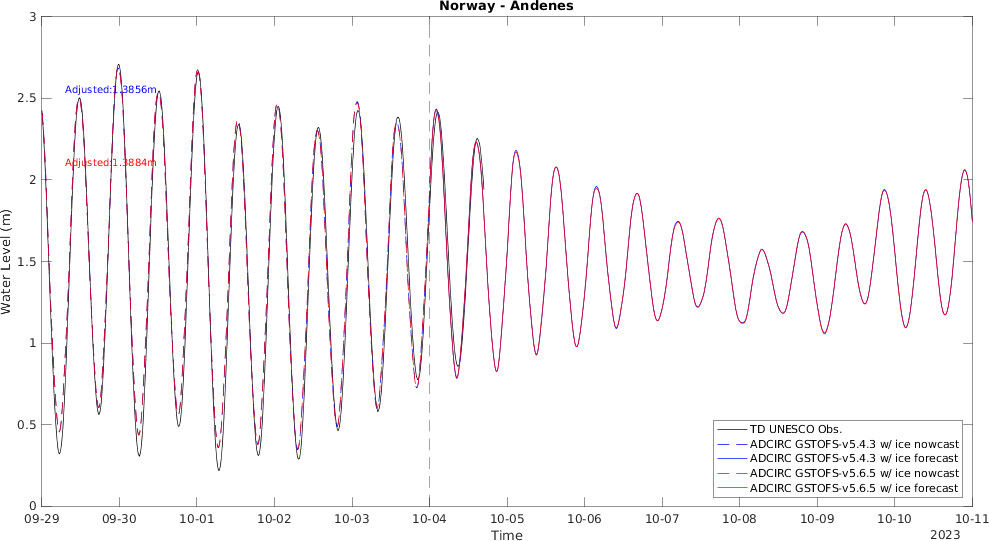 Norway - Andenes
3
2.5
2
1.5
1
0.5
0
Water Level (m)
Adjusted:1.3856m
Adjusted:1.3884m
TD UNESCO Obs.
ADCIRC GSTOFS-v5.4.3 w/ ice nowcast
ADCIRC GSTOFS-v5.4.3 w/ ice forecast
ADCIRC GSTOFS-v5.6.5 w/ ice nowcast
ADCIRC GSTOFS-v5.6.5 w/ ice forecast
09-29 09-30 10-01 10-02 10-03 10-04 10-05 10-06 10-07 10-08 10-09 10-10 10-11
Time
2023